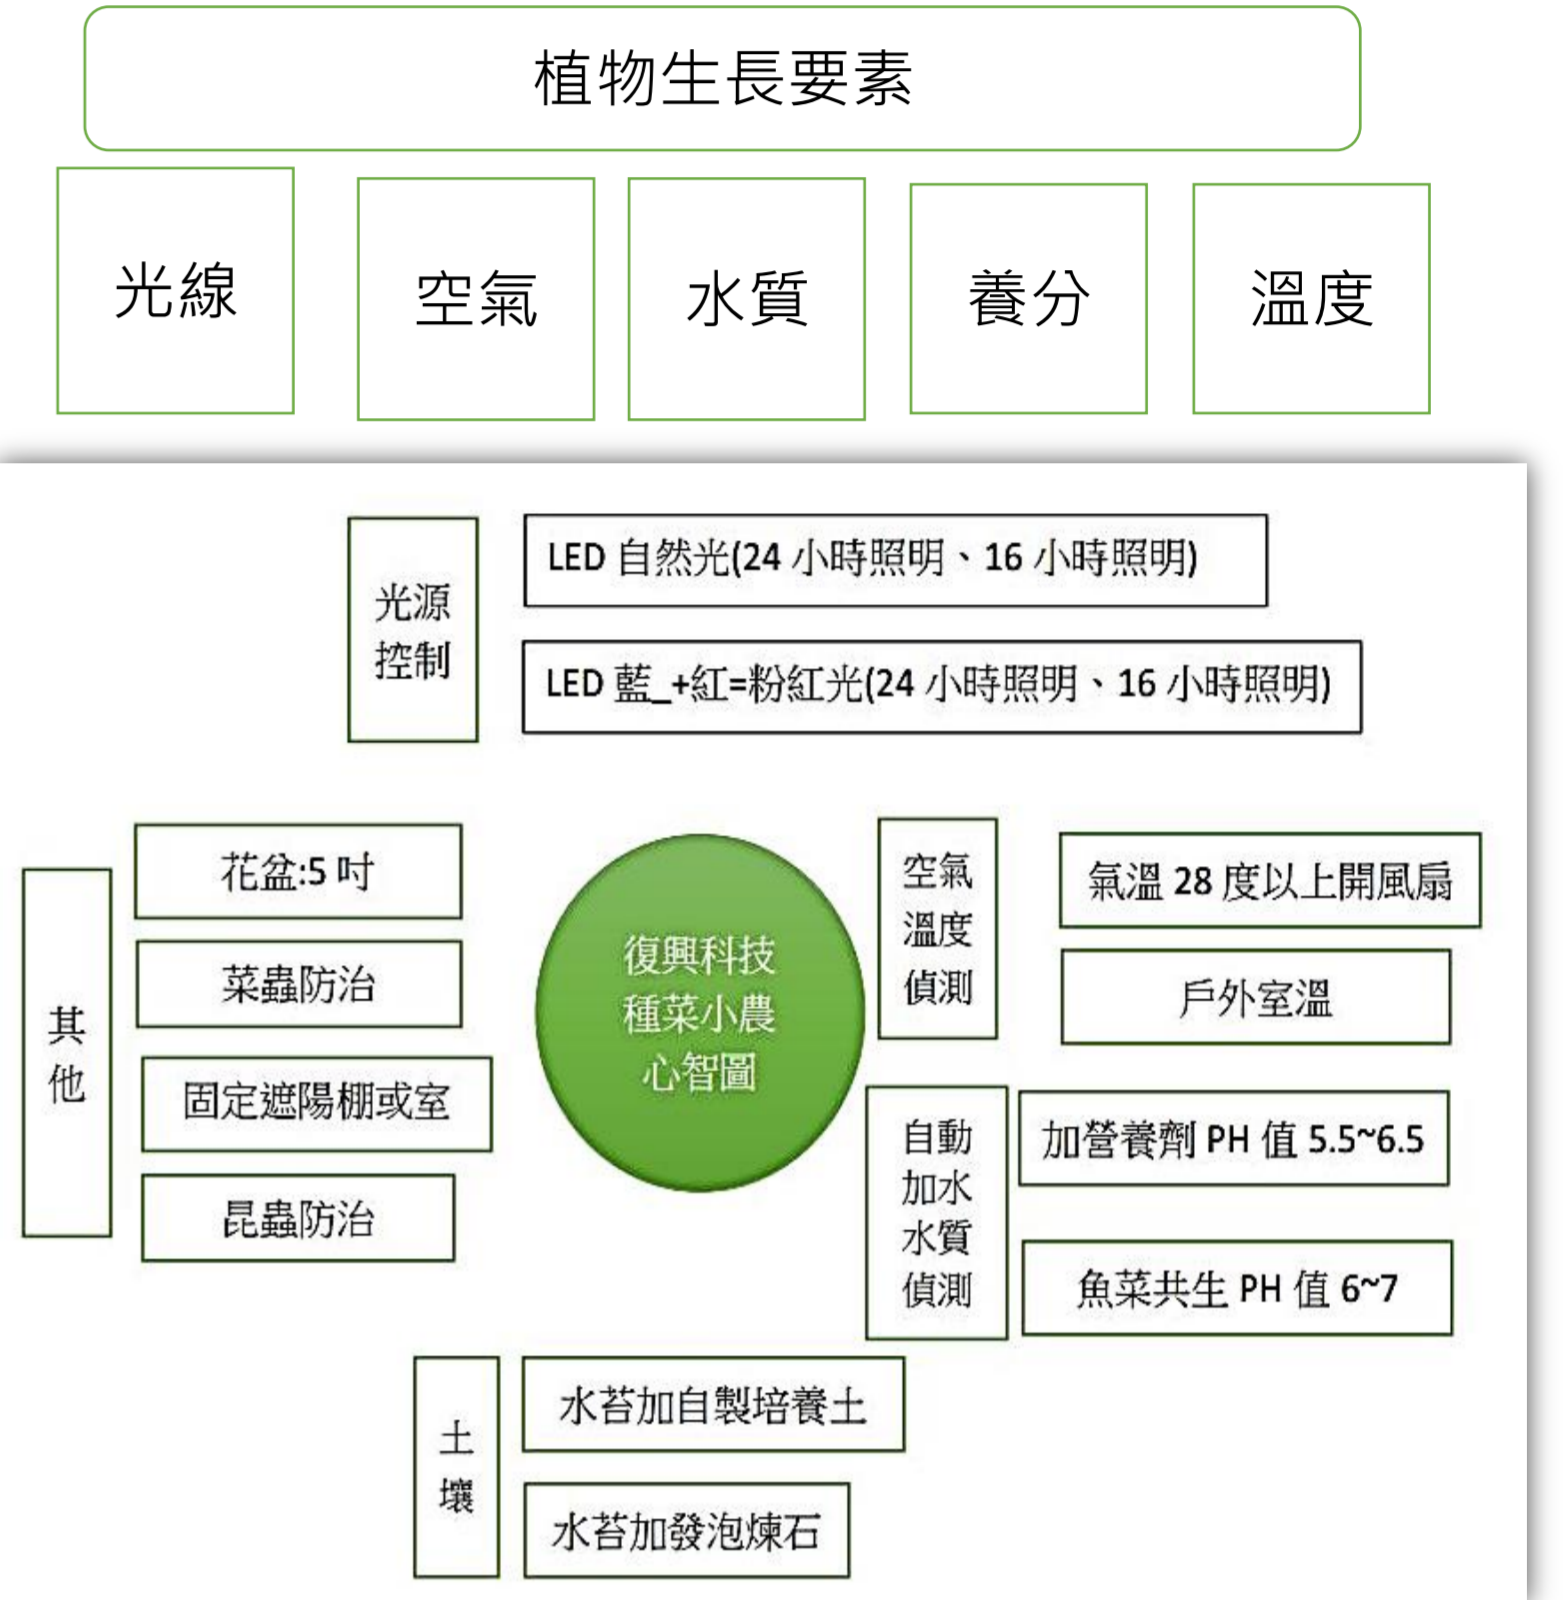 植物生長要素
光線
空氣
水質
養分
溫度
光源
控制
LED 自然光(24 小時照明、16 小時照明)
LED 藍_+紅=粉紅光(24 小時照明、16 小時照明)
其
他
花盆:5 吋
菜蟲防治
固定遮陽棚或室
昆蟲防治
復興科技
種菜小農
心智圖
空氣
溫度
偵測
氣溫 28 度以上開風扇
戶外室溫
自動
加水
水質
偵測
加營養劑 PH 值 5.5~6.5
魚菜共生 PH 值 6~7
土
壤
水苔加自製培養土
水苔加發泡煉石